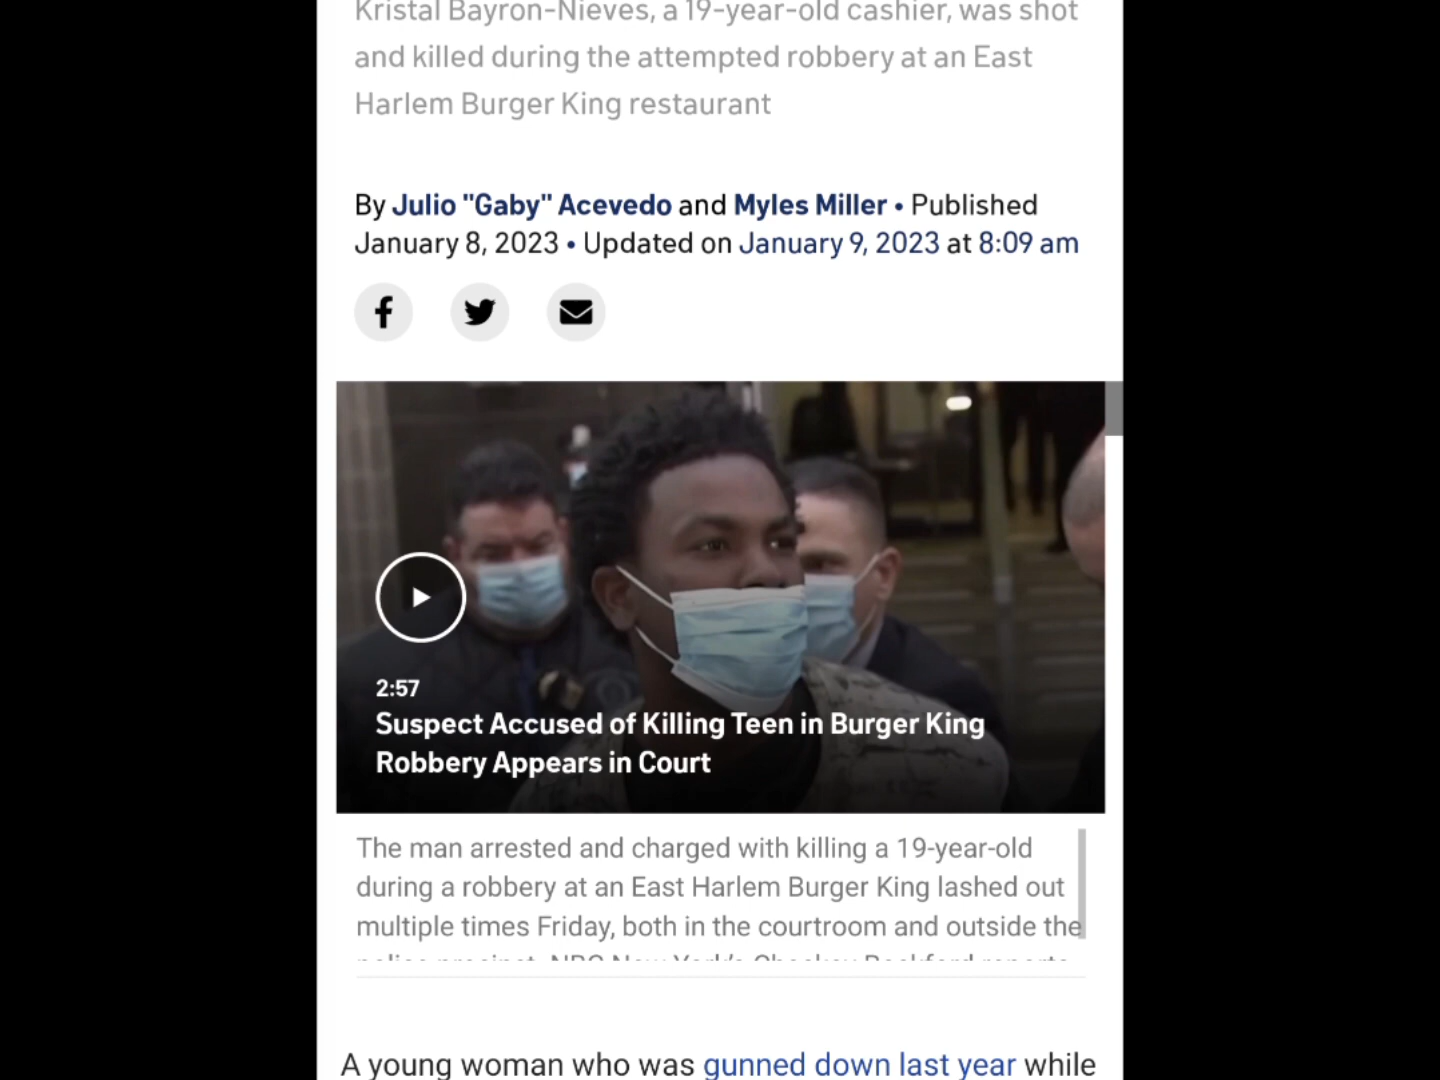 Kristal Bayron-Nieves, a 19-year-old cashier, was shot
and killed during the attempted robbery at an East
Harlem Burger King restaurant
By Julio "Gaby" Acevedo and Myles Miller • Published
January 8, 2023 • Updated on January 9, 2023 at 8:09 am
2:57
Suspect Accused of Killing Teen in Burger King
Robbery Appears in Court
The man arrested and charged with killing a 19-year-old
during a robbery at an East Harlem Burger King lashed out
multiple times Friday, both in the courtroom and outside the
A young woman who was gunned down last year while